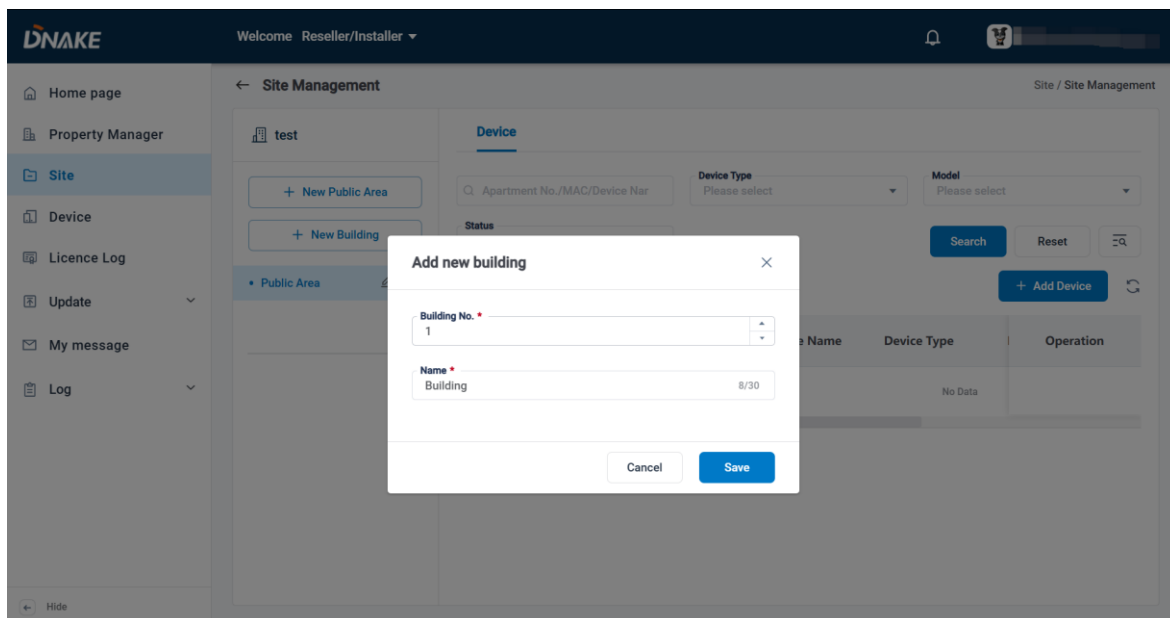 DNAKE
Welcome Reseller/Installer
Home page
Property Manager
Site
Device
Licence Log
Update
My message
Log
Hide
Site Management
Site / Site Management
test
New Public Area
New Building
Public Area
Device
Apartment No./MAC/Device Nar
Device Type
Please select
Model
Please select
Status
Search
Reset
Add Device
e Name
Device Type
Operation
No Data
Add new building
Building No. *
1
Name *
Building
8/30
Cancel
Save